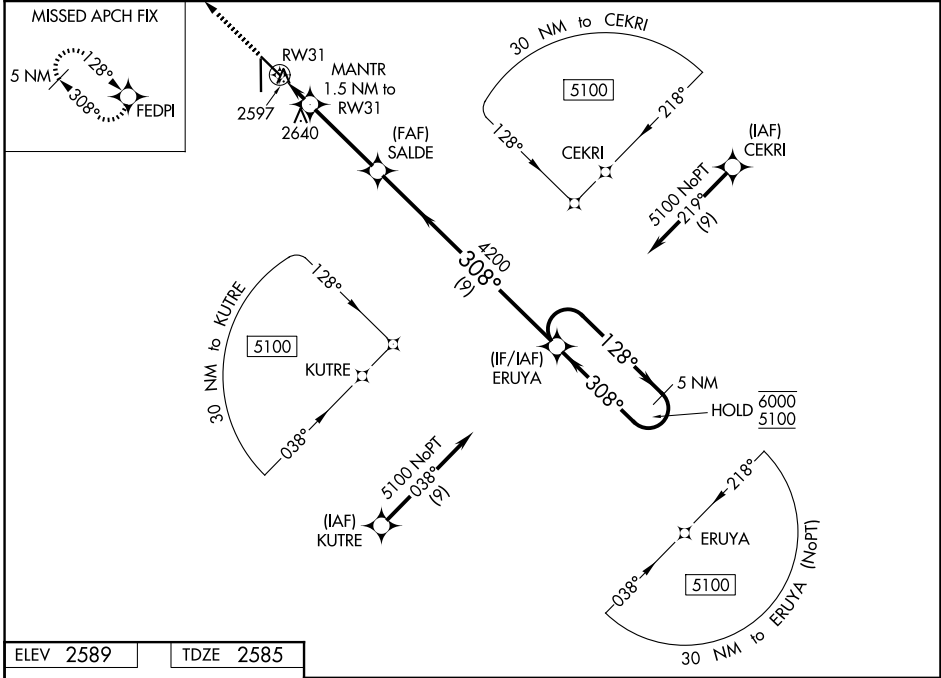 MISSED APCH FIX
5 NM
128°
308°
FEDPI
RW31
2597
MANTR
1.5 NM to
RW31
2640
(FAF)
SALDE
30 NM to CEKRI
5100
128°
218°
CEKRI
(IAF)
CEKRI
5100 NoPT
219°
(9)
4200
308°
(9)
30 NM to KUTRE
128°
5100
KUTRE
038°
(IF/IAF)
ERUYA
128°
308°
5 NM
HOLD
6000
5100
5100 NoPT
038°
(9)
(IAF)
KUTRE
218°
ERUYA
038°
5100
30 NM to ERUYA (NoPT)
ELEV 2589
TDZE 2585